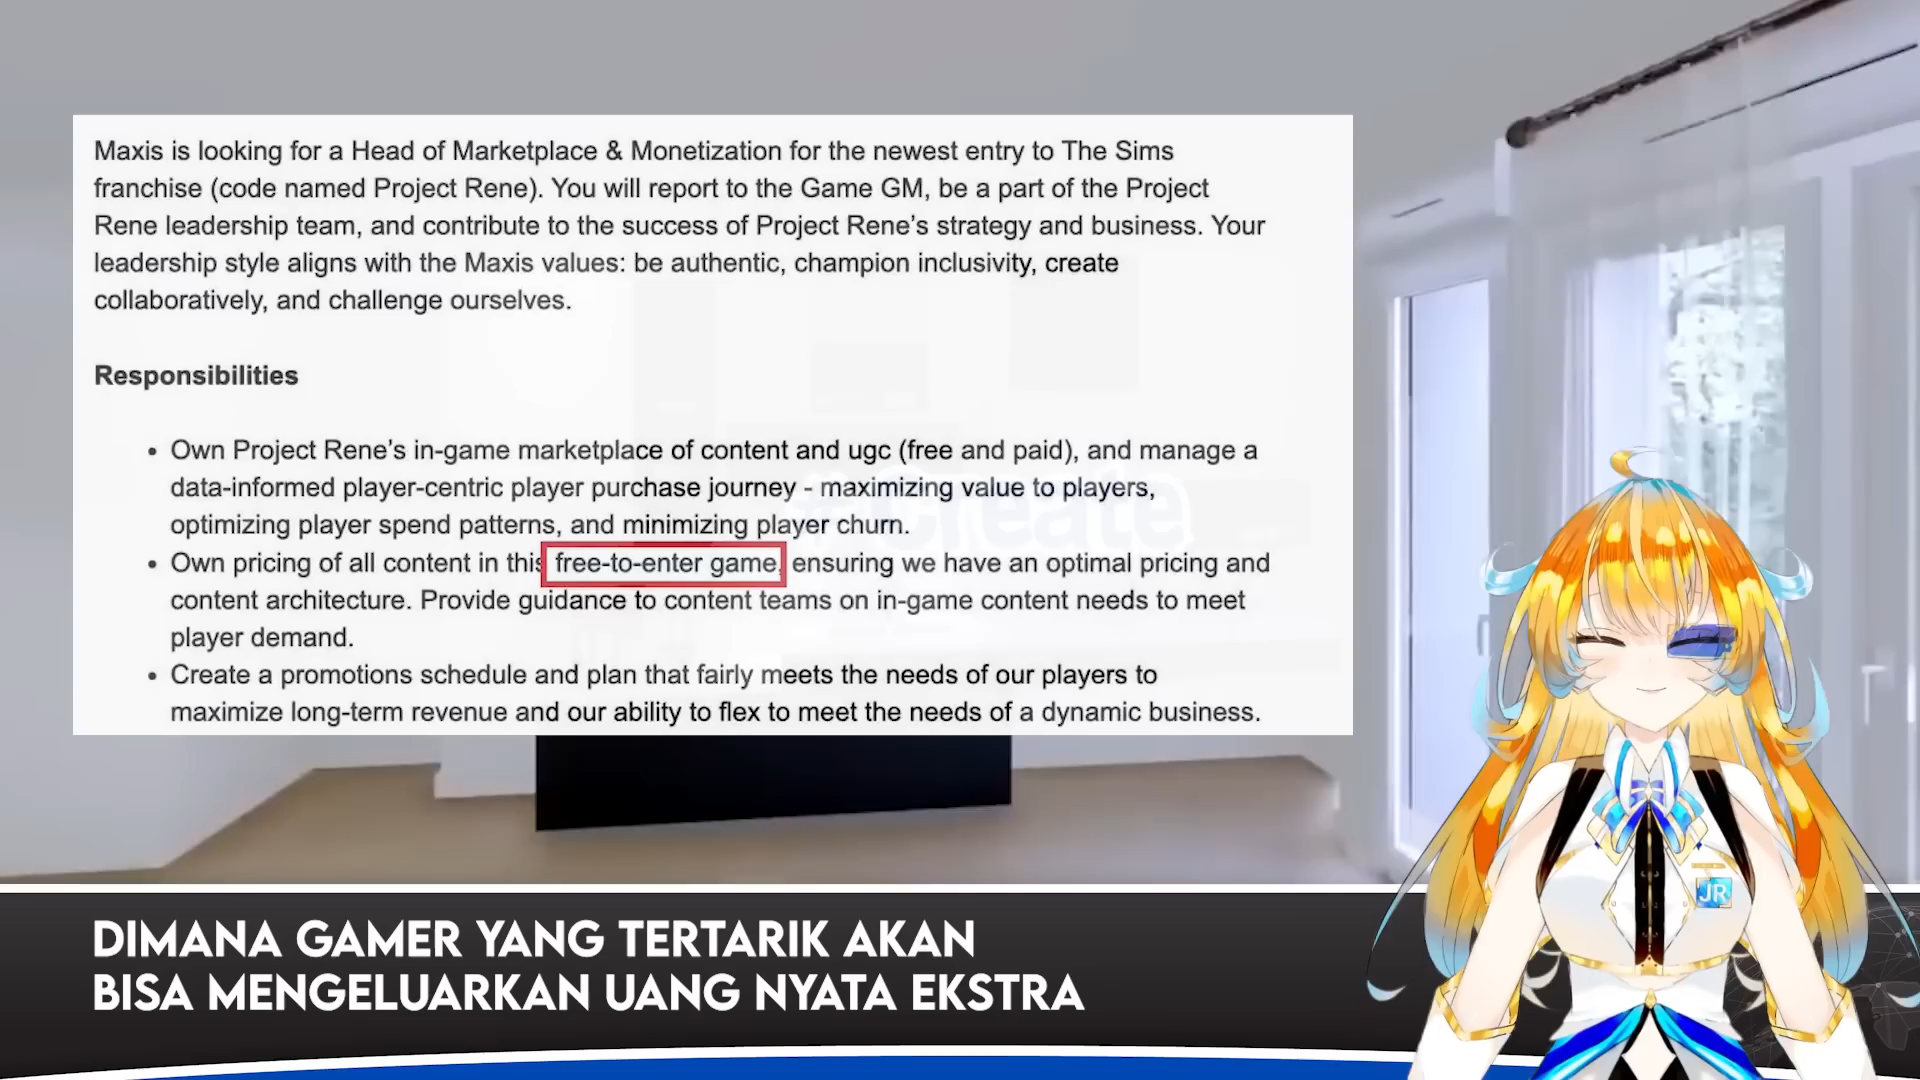 Maxis is looking for a Head of Marketplace & Monetization for the newest entry to The Sims
franchise (code named Project Rene). You will report to the Game GM, be a part of the Project
Rene leadership team, and contribute to the success of Project Rene's strategy and business. Your
leadership style aligns with the Maxis values: be authentic, champion inclusivity, create
collaboratively, and challenge ourselves.
Responsibilities
• Own Project Rene's in-game marketplace of content and ugc (free and paid), and manage a
data-informed player-centric player purchase journey - maximizing value to players,
optimizing player spend patterns, and minimizing player churn.
• Own pricing of all content in this free-to-enter game, ensuring we have an optimal pricing and
content architecture. Provide guidance to content teams on in-game content needs to meet
player demand.
• Create a promotions schedule and plan that fairly meets the needs of our players to
maximize long-term revenue and our ability to flex to meet the needs of a dynamic business.
#Create
JR
DIMANA GAMER YANG TERTARIK AKAN
BISA MENGELUARKAN UANG NYATA EKSTRA